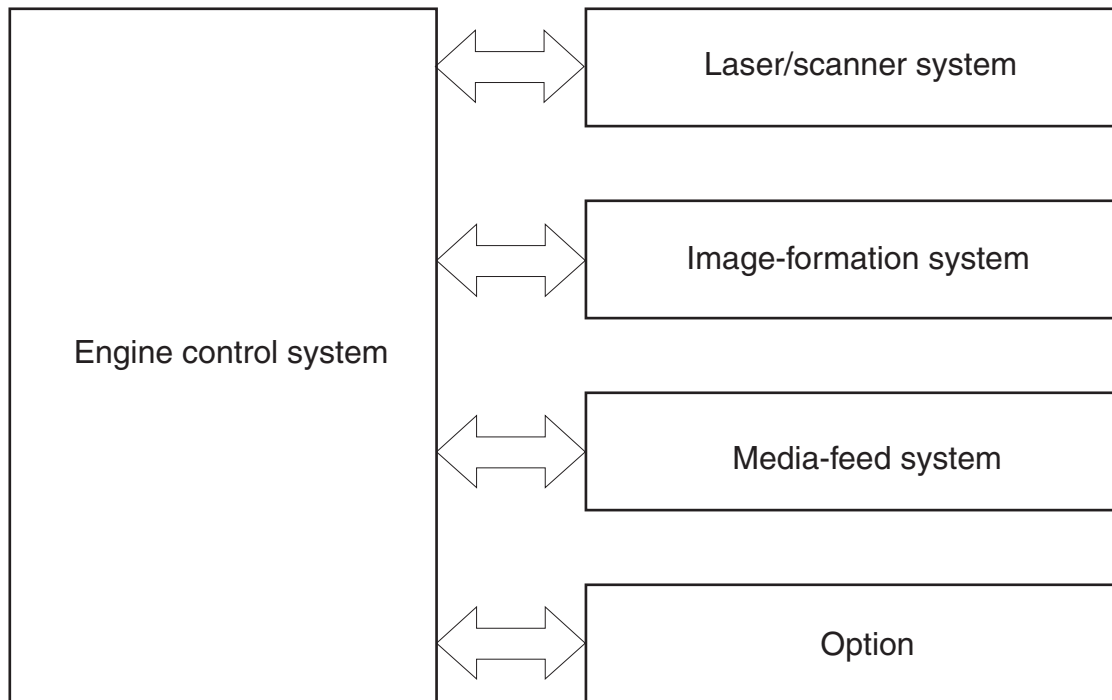 Laser/scanner system
Image-formation system
Engine control system
Media-feed system
Option